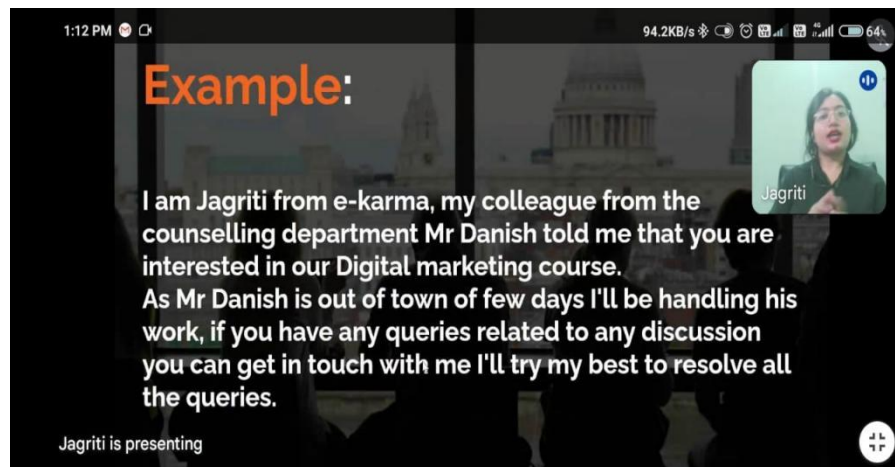 1:12 PM 94.2KB/s 4G 64%
Example:
Jagriti
I am Jagriti from e-karma, my colleague from the
counselling department Mr Danish told me that you are
interested in our Digital marketing course.
As Mr Danish is out of town of few days I'll be handling his
work, if you have any queries related to any discussion
you can get in touch with me I'll try my best to resolve all
the queries.
Jagriti is presenting